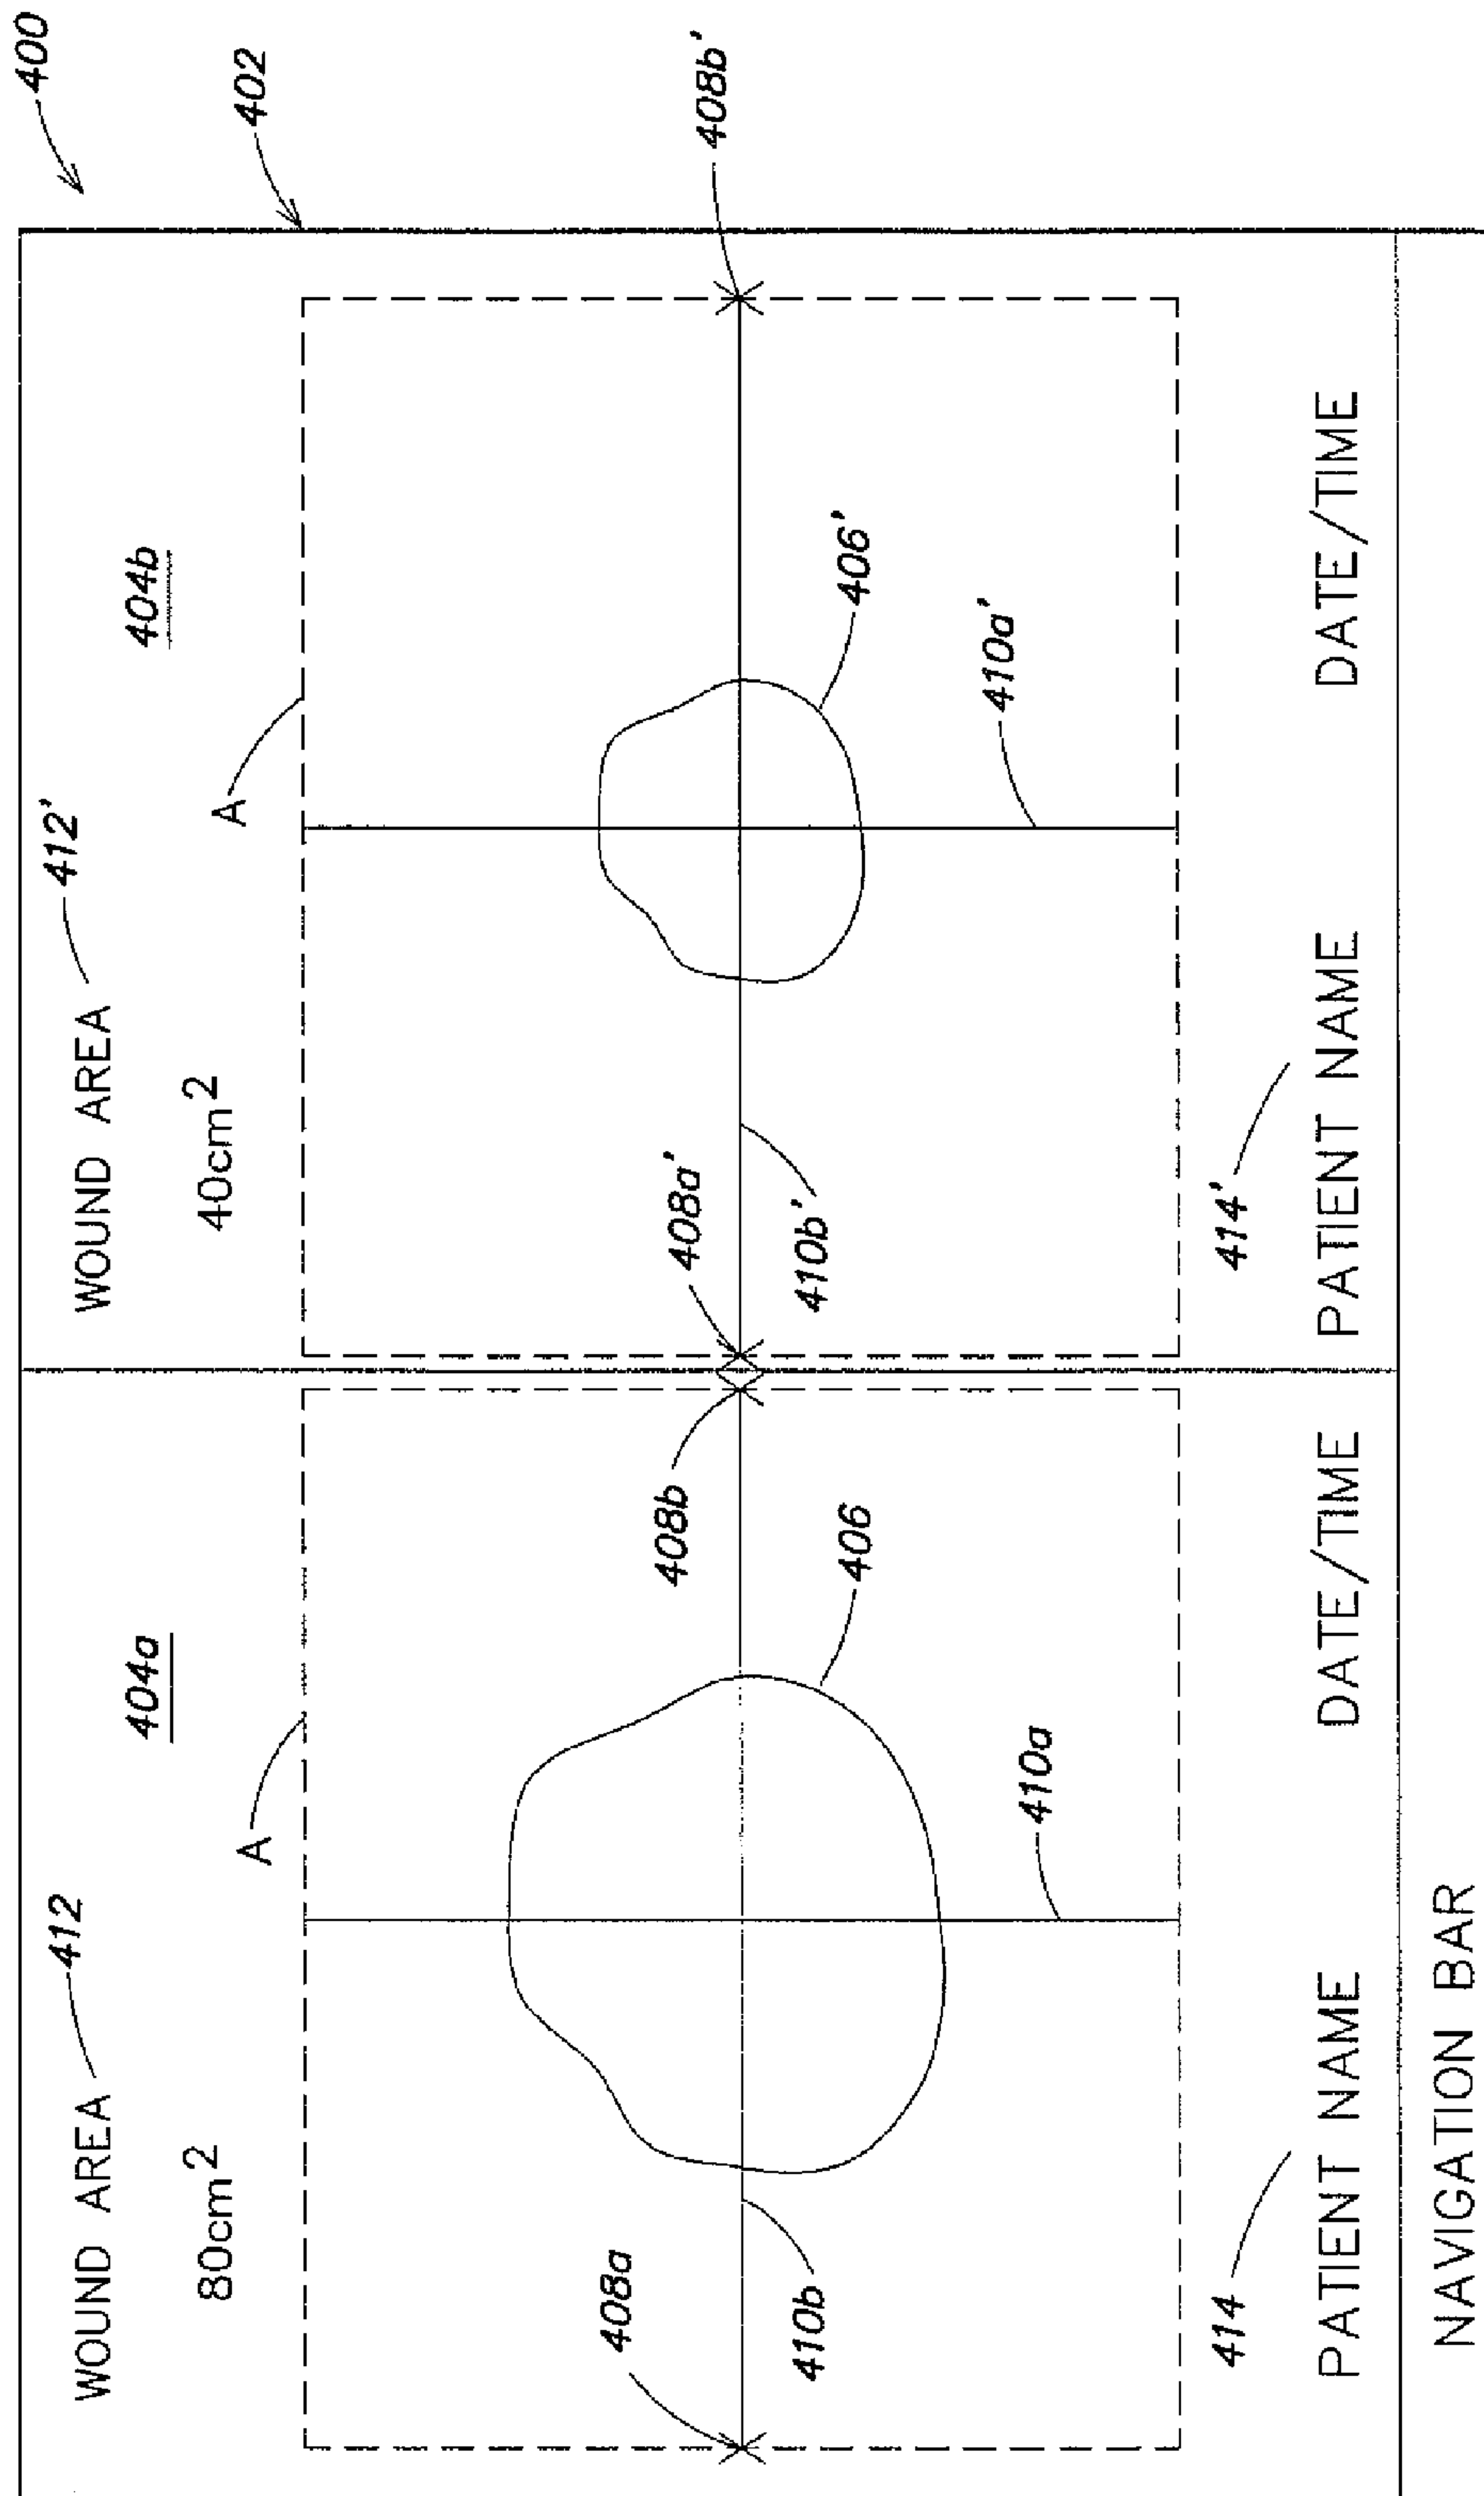 400
402
404a
404b
412
412'
WOUND AREA
WOUND AREA
80cm²
40cm²
A
A
408a
408b
408a'
408b'
410b
406
410b'
406'
410a
410a'
414
414'
PATIENT NAME
DATE/TIME
PATIENT NAME
DATE/TIME
NAVIGATION BAR